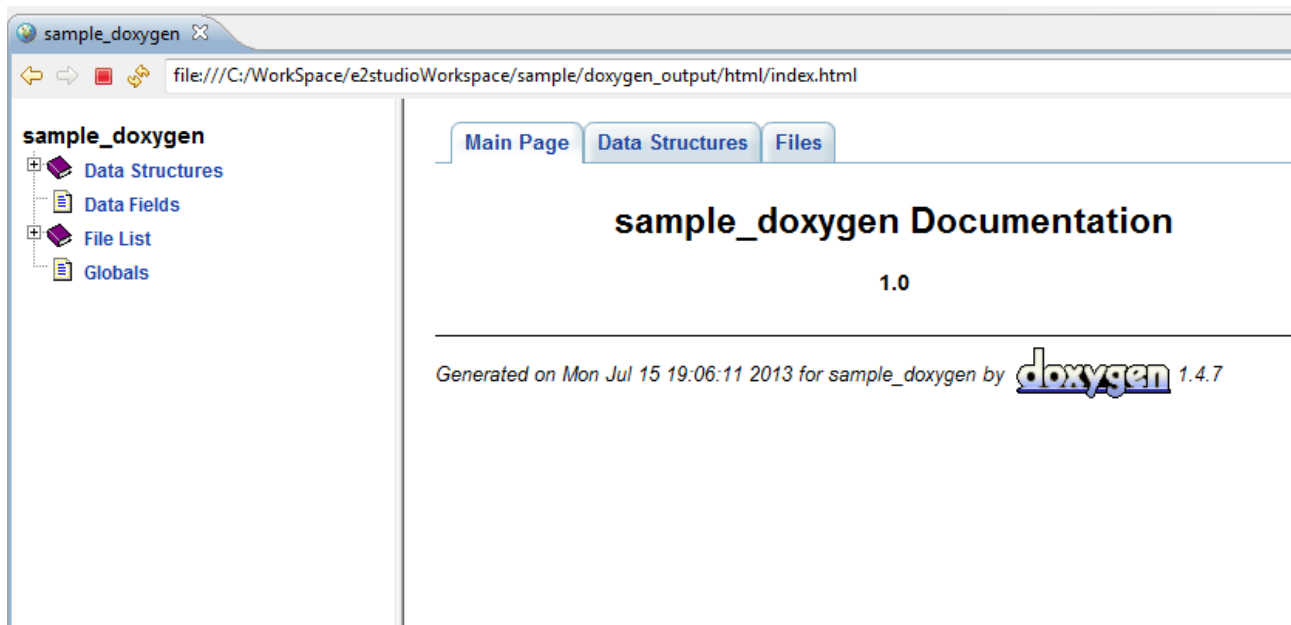 sample_doxygen
file:///C:/WorkSpace/e2studioWorkspace/sample/doxygen_output/html/index.html
sample_doxygen
Data Structures
Data Fields
File List
Globals
Main Page Data Structures Files
sample_doxygen Documentation
1.0
Generated on Mon Jul 15 19:06:11 2013 for sample_doxygen by doxygen 1.4.7